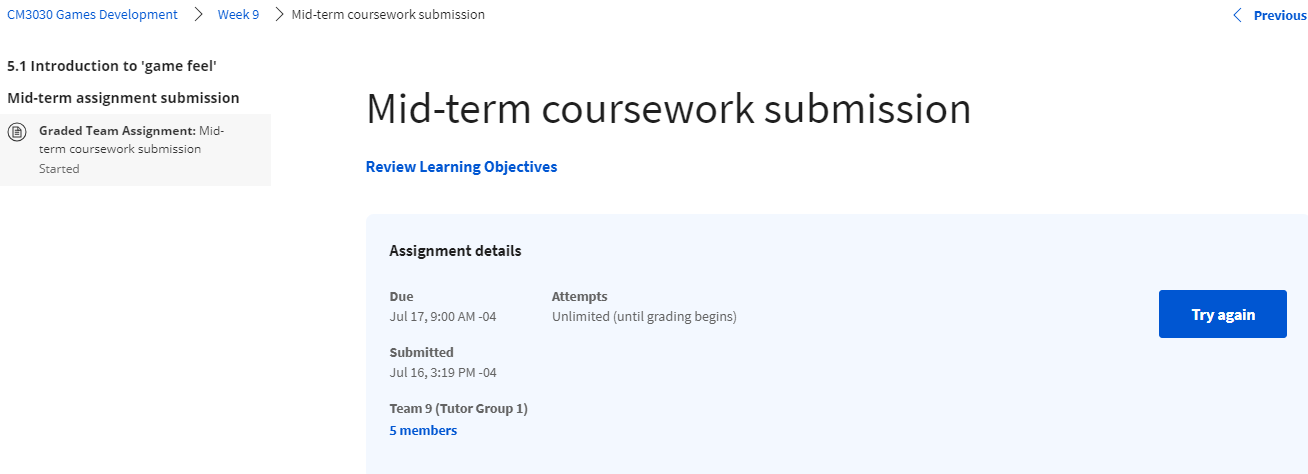 CM3030 Games Development > Week 9 > Mid-term coursework submission
< Previous
5.1 Introduction to 'game feel'
Mid-term assignment submission
Graded Team Assignment: Mid-
term coursework submission
Started
Mid-term coursework submission
Review Learning Objectives
Assignment details
Due
Jul 17, 9:00 AM -04
Attempts
Unlimited (until grading begins)
Submitted
Jul 16, 3:19 PM -04
Team 9 (Tutor Group 1)
5 members
Try again